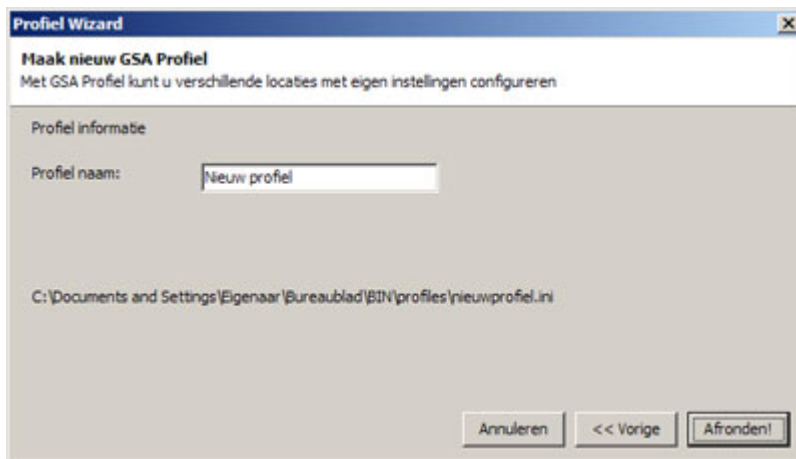 Profiel Wizard
Maak nieuw GSA Profiel
Met GSA Profiel kunt u verschillende locaties met eigen instellingen configureren
Profiel informatie
Profiel naam: Nieuw profiel
C:\Documents and Settings\Eigenaar\Bureaublad\BIN\profiles\nieuwprofiel.ini
Annuleren << Vorige Afronden!